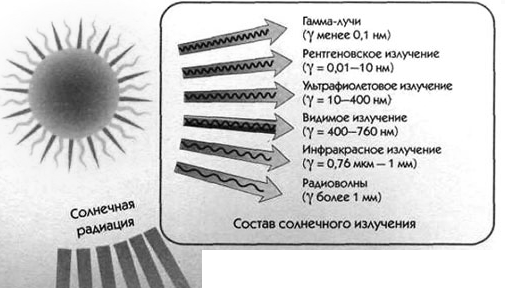 Гамма-лучи
(γ менее 0,1 нм)
Рентгеновское излучение
(γ = 0,01—10 нм)
Ультрафиолетовое излучение
(γ = 10—400 нм)
Видимое излучение
(γ = 400—760 нм)
Инфракрасное излучение
(γ = 0,76 мкм — 1 мм)
Радиоволны
(γ более 1 мм)
Солнечная
радиация
Состав солнечного излучения